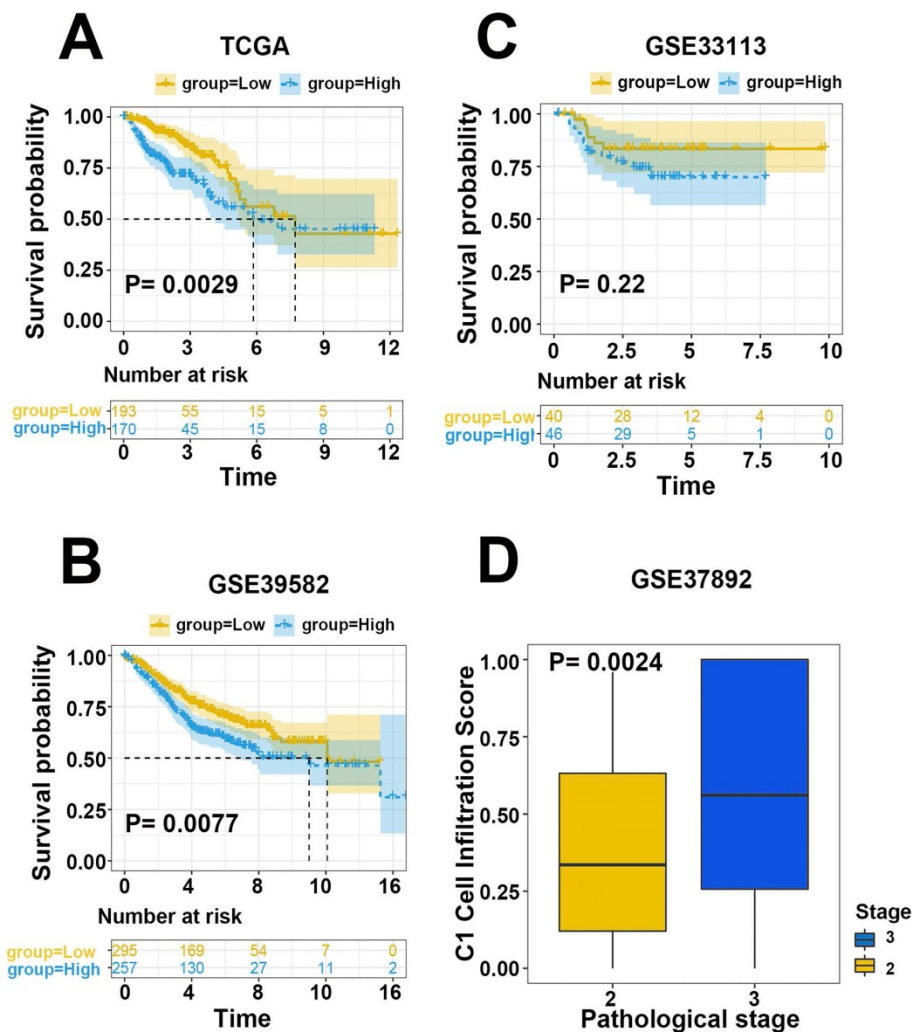 A
TCGA
group=Low group=High
Survival probability
1.00
0.75
0.50
0.25
0.00
P= 0.0029
0 3 6 9 12
Number at risk
group=Low 193 55 15 5 1
group=High 170 45 15 8 0
0 3 6 9 12
Time
C
GSE33113
group=Low group=High
Survival probability
1.00
0.75
0.50
0.25
0.00
P= 0.22
0 2.5 5 7.5 10
Number at risk
group=Low 40 28 12 4 0
group=High 46 29 5 1 0
0 2.5 5 7.5 10
Time
B
GSE39582
group=Low group=High
Survival probability
1.00
0.75
0.50
0.25
0.00
P= 0.0077
0 4 8 10 16
Number at risk
group=Low 295 169 54 7 0
group=High 257 130 27 11 2
0 4 8 10 16
Time
D
GSE37892
C1 Cell Infiltration Score
1.00
0.75
0.50
0.25
0.00
P= 0.0024
2 3
Pathological stage
Stage
3
2